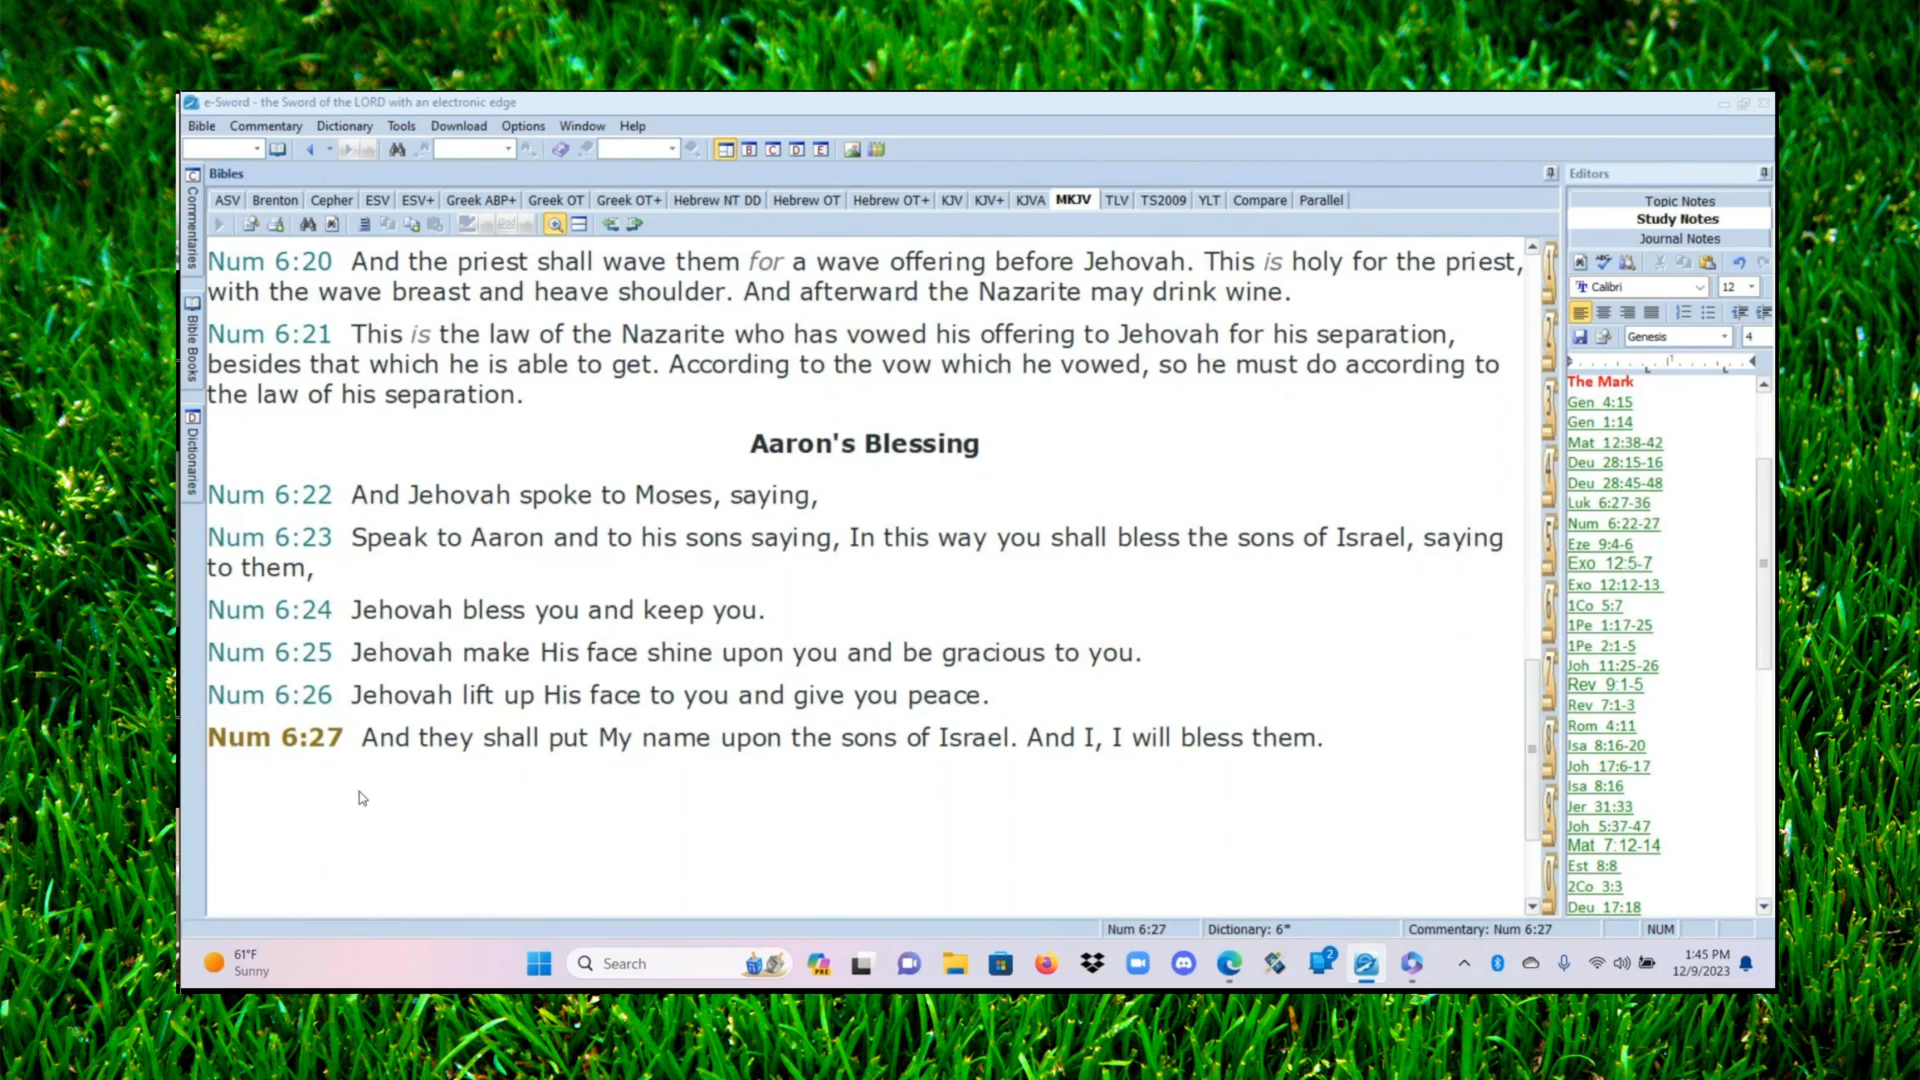 e-Sword - the Sword of the LORD with an electronic edge
Bible Commentary Dictionary Tools Download Options Window Help
B C D E
Bibles
ASV Brenton Cepher ESV ESV+ Greek ABP+ Greek OT Greek OT+ Hebrew NT DD Hebrew OT Hebrew OT+ KJV KJV+ KJVA MKJV TLV TS2009 YLT Compare Parallel
C Commentaries
Bible Books
D Dictionaries
Num 6:20 And the priest shall wave them for a wave offering before Jehovah. This is holy for the priest,
with the wave breast and heave shoulder. And afterward the Nazarite may drink wine.
Num 6:21 This is the law of the Nazarite who has vowed his offering to Jehovah for his separation,
besides that which he is able to get. According to the vow which he vowed, so he must do according to
the law of his separation.
Aaron's Blessing
Num 6:22 And Jehovah spoke to Moses, saying,
Num 6:23 Speak to Aaron and to his sons saying, In this way you shall bless the sons of Israel, saying
to them,
Num 6:24 Jehovah bless you and keep you.
Num 6:25 Jehovah make His face shine upon you and be gracious to you.
Num 6:26 Jehovah lift up His face to you and give you peace.
Num 6:27 And they shall put My name upon the sons of Israel. And I, I will bless them.
1
2
3
4
5
6
7
8
9
0
Editors
Topic Notes
Study Notes
Journal Notes
Calibri 12
Genesis 4
The Mark
Gen 4:15
Gen 1:14
Mat 12:38-42
Deu 28:15-16
Deu 28:45-48
Luk 6:27-36
Num 6:22-27
Eze 9:4-6
Exo 12:5-7
Exo 12:12-13
1Co 5:7
1Pe 1:17-25
1Pe 2:1-5
Joh 11:25-26
Rev 9:1-5
Rev 7:1-3
Rom 4:11
Isa 8:16-20
Joh 17:6-17
Isa 8:16
Jer 31:33
Joh 5:37-47
Mat 7:12-14
Est 8:8
2Co 3:3
Deu 17:18
Num 6:27 Dictionary: 6* Commentary: Num 6:27 NUM
61°F
Sunny
Search
PRE
2
1:45 PM
12/9/2023